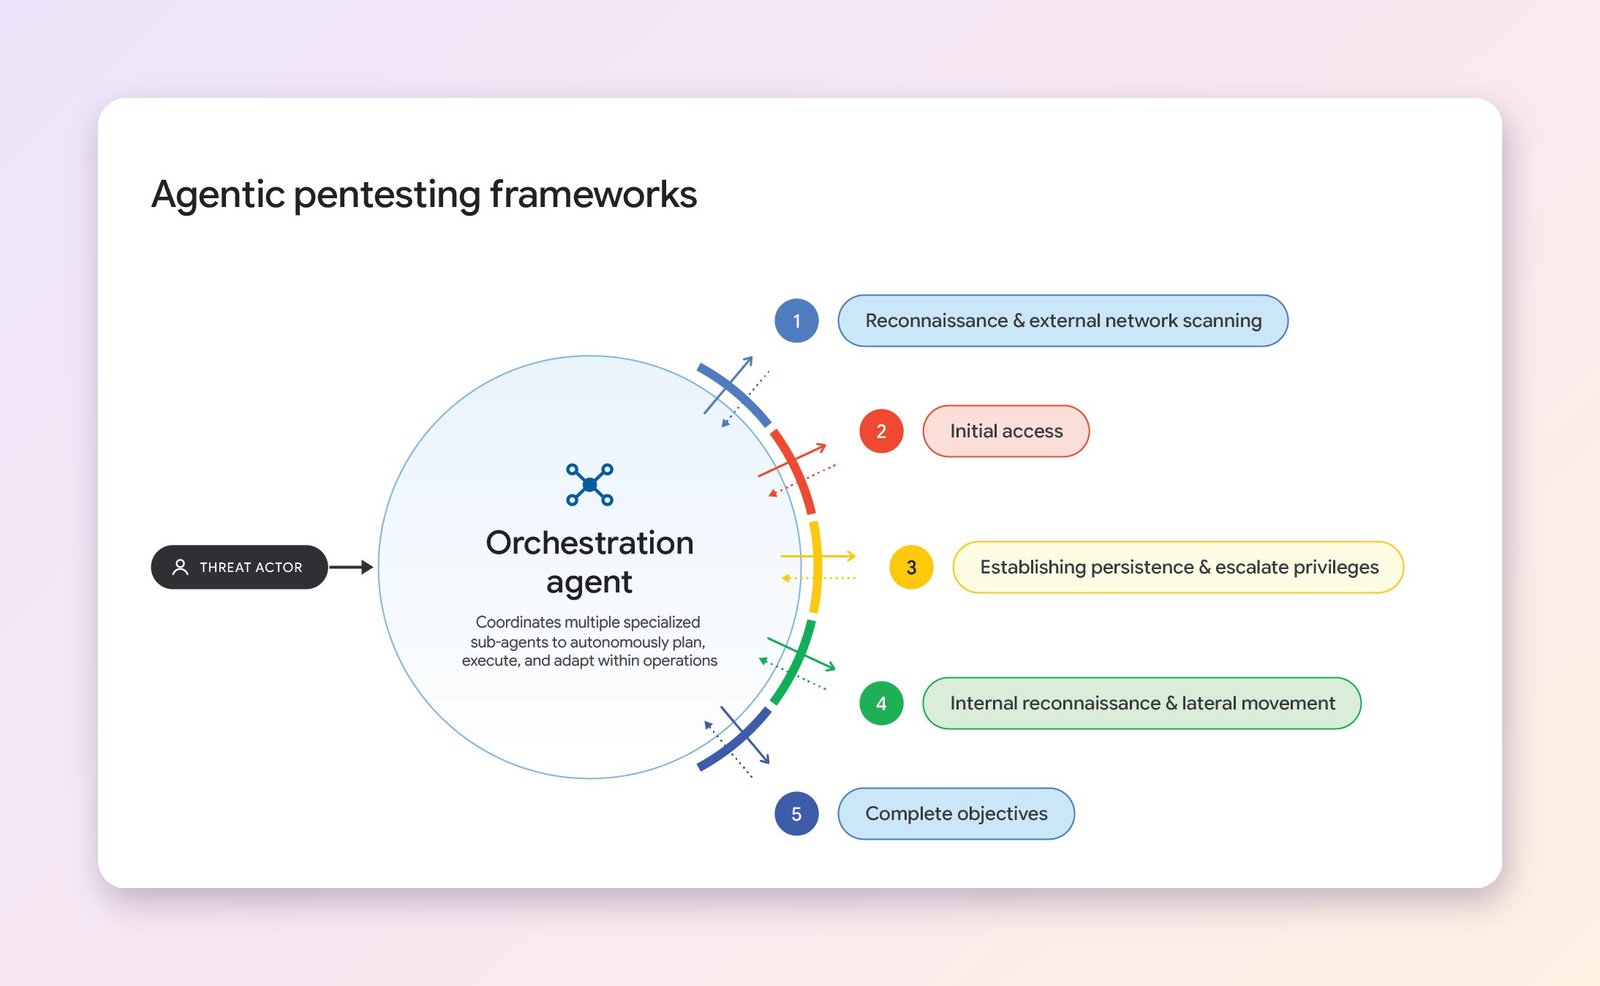 Agentic pentesting frameworks
1
Reconnaissance & external network scanning
2
Initial access
THREAT ACTOR
Orchestration
agent
Coordinates multiple specialized
sub-agents to autonomously plan,
execute, and adapt within operations
3
Establishing persistence & escalate privileges
4
Internal reconnaissance & lateral movement
5
Complete objectives